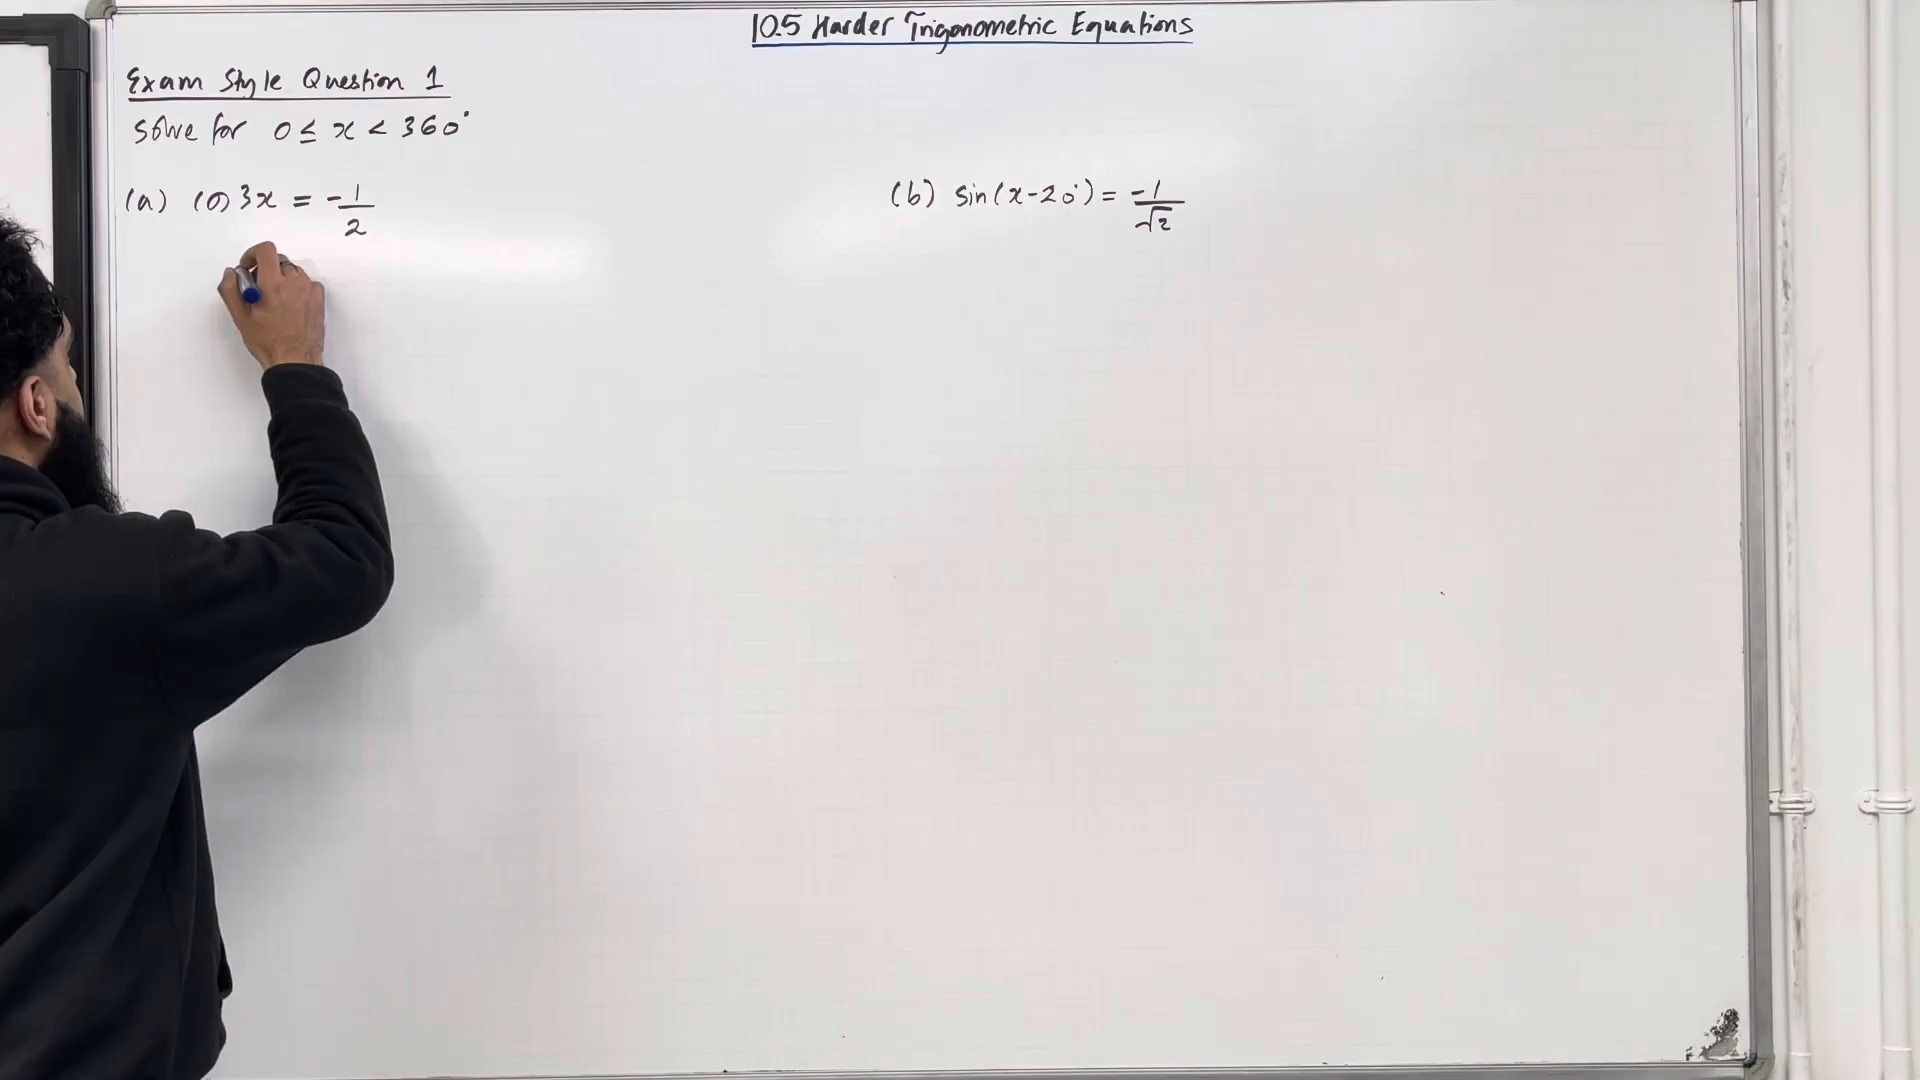 10.5 Harder Trigonometric Equations
Exam Style Question 1
Solve for 0 ≤ x < 360°
(a) cos 3x = -1/2
(b) sin(x-20°) = -1/√2